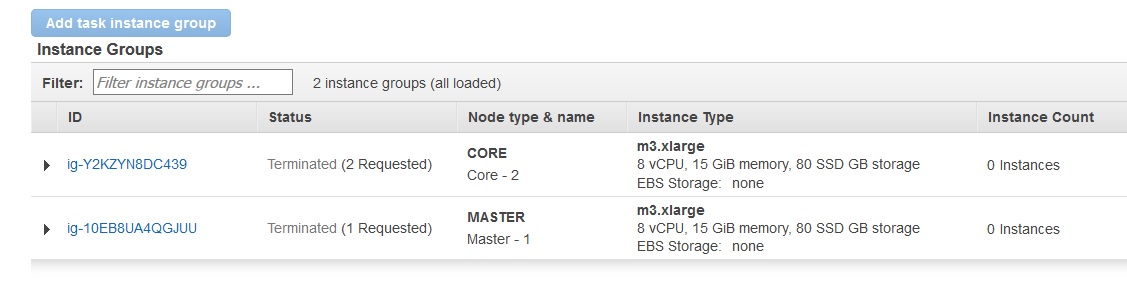 Add task instance group
Instance Groups
Filter: Filter instance groups ... 2 instance groups (all loaded)
ID Status Node type & name Instance Type Instance Count
ig-Y2KZYN8DC439 Terminated (2 Requested) CORE m3.xlarge 0 Instances
Core - 2 8 vCPU, 15 GiB memory, 80 SSD GB storage
EBS Storage: none
ig-10EB8UA4QGJUU Terminated (1 Requested) MASTER m3.xlarge 0 Instances
Master - 1 8 vCPU, 15 GiB memory, 80 SSD GB storage
EBS Storage: none